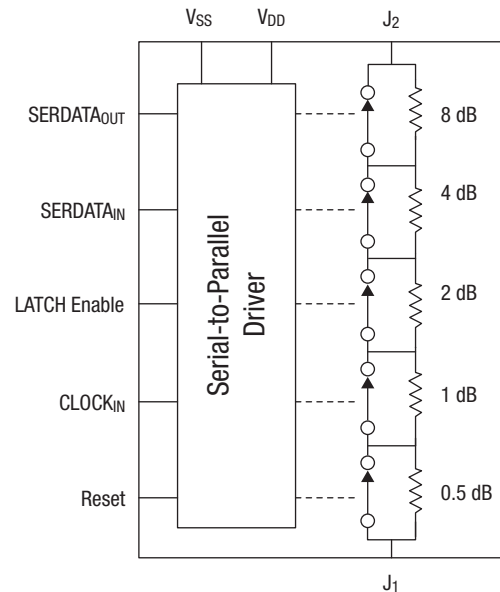 VSS
VDD
J2
SERDATAOUT
8 dB
SERDATAIN
4 dB
Serial-to-Parallel
Driver
LATCH Enable
2 dB
CLOCKIN
1 dB
Reset
0.5 dB
J1